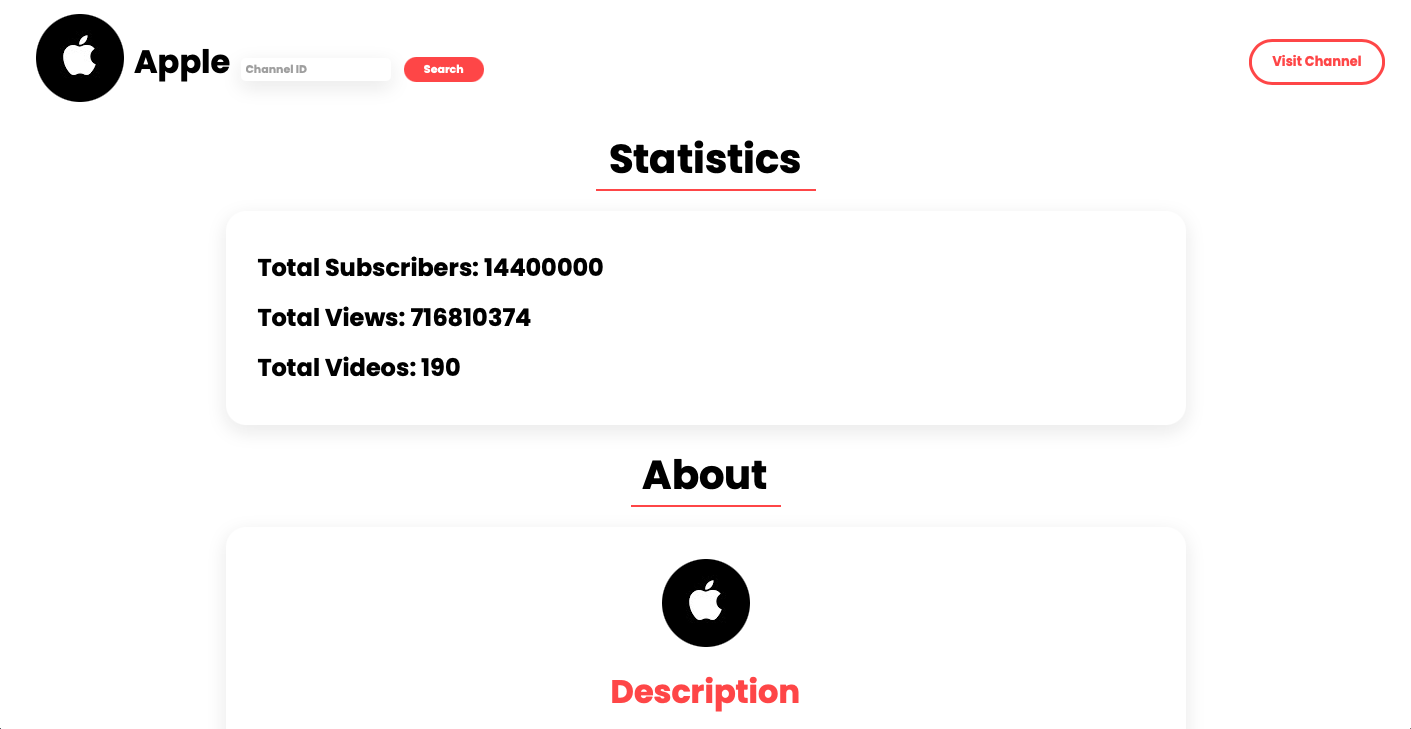 Apple
Channel ID
Search
Visit Channel
Statistics
Total Subscribers: 14400000
Total Views: 716810374
Total Videos: 190
About
Description